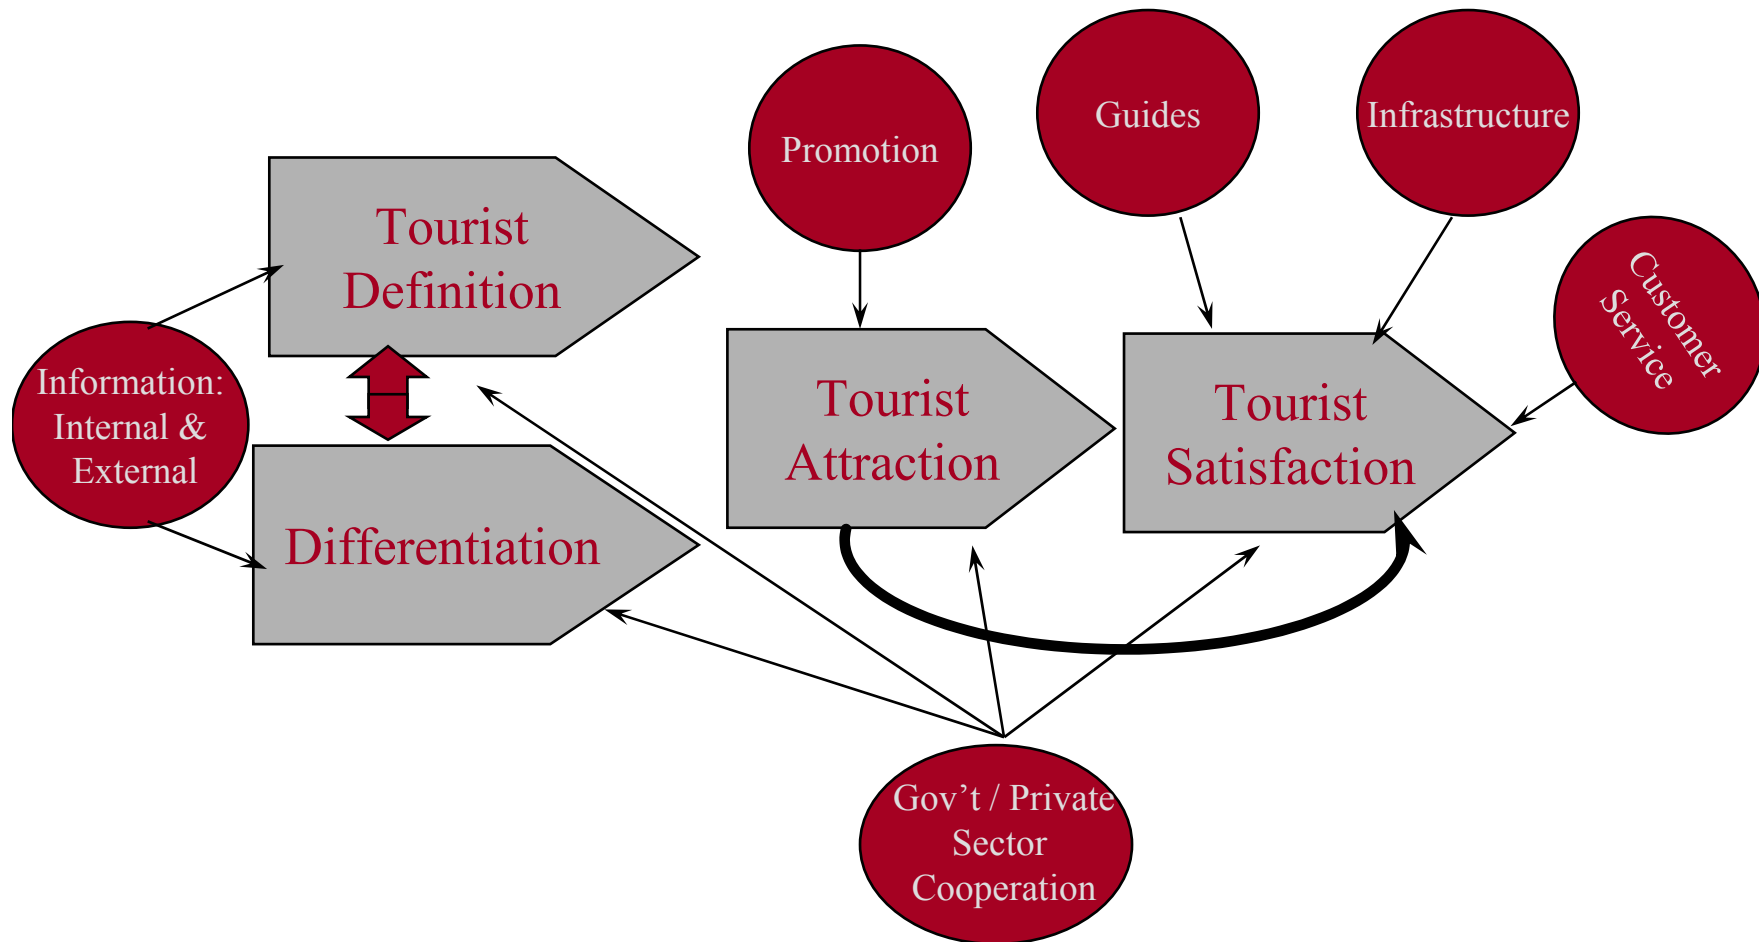 Promotion
Guides
Infrastructure
Customer
Service
Tourist
Definition
Information:
Internal &
External
Differentiation
Tourist
Attraction
Tourist
Satisfaction
Gov’t / Private
Sector
Cooperation